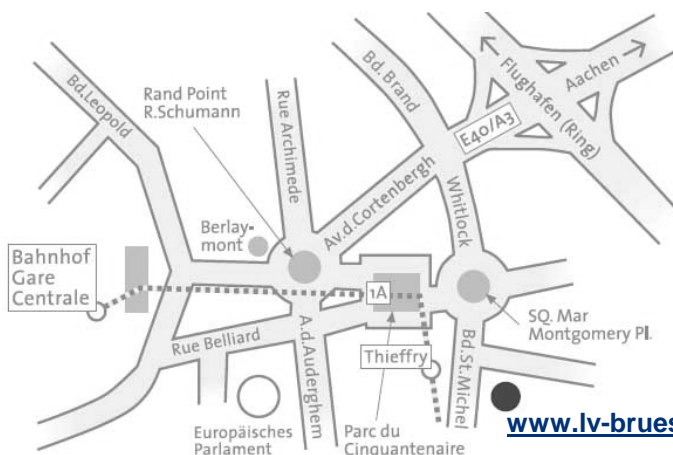 Bd.Leopold
Rand Point
R.Schumann
Rue Archimede
Bd.Brand
Whitlock
Flughafen (Ring)
Aachen
E40/A3
Av.d.Cortenbergh
Berlay-
mont
Bahnhof
Gare
Centrale
1A
SQ. Mar
Montgomery Pl.
Rue Belliard
A.d.Auderghem
Thieffry
Bd.St.Michel
Europäisches
Parlament
Parc du
Cinquantenaire
www.lv-brues